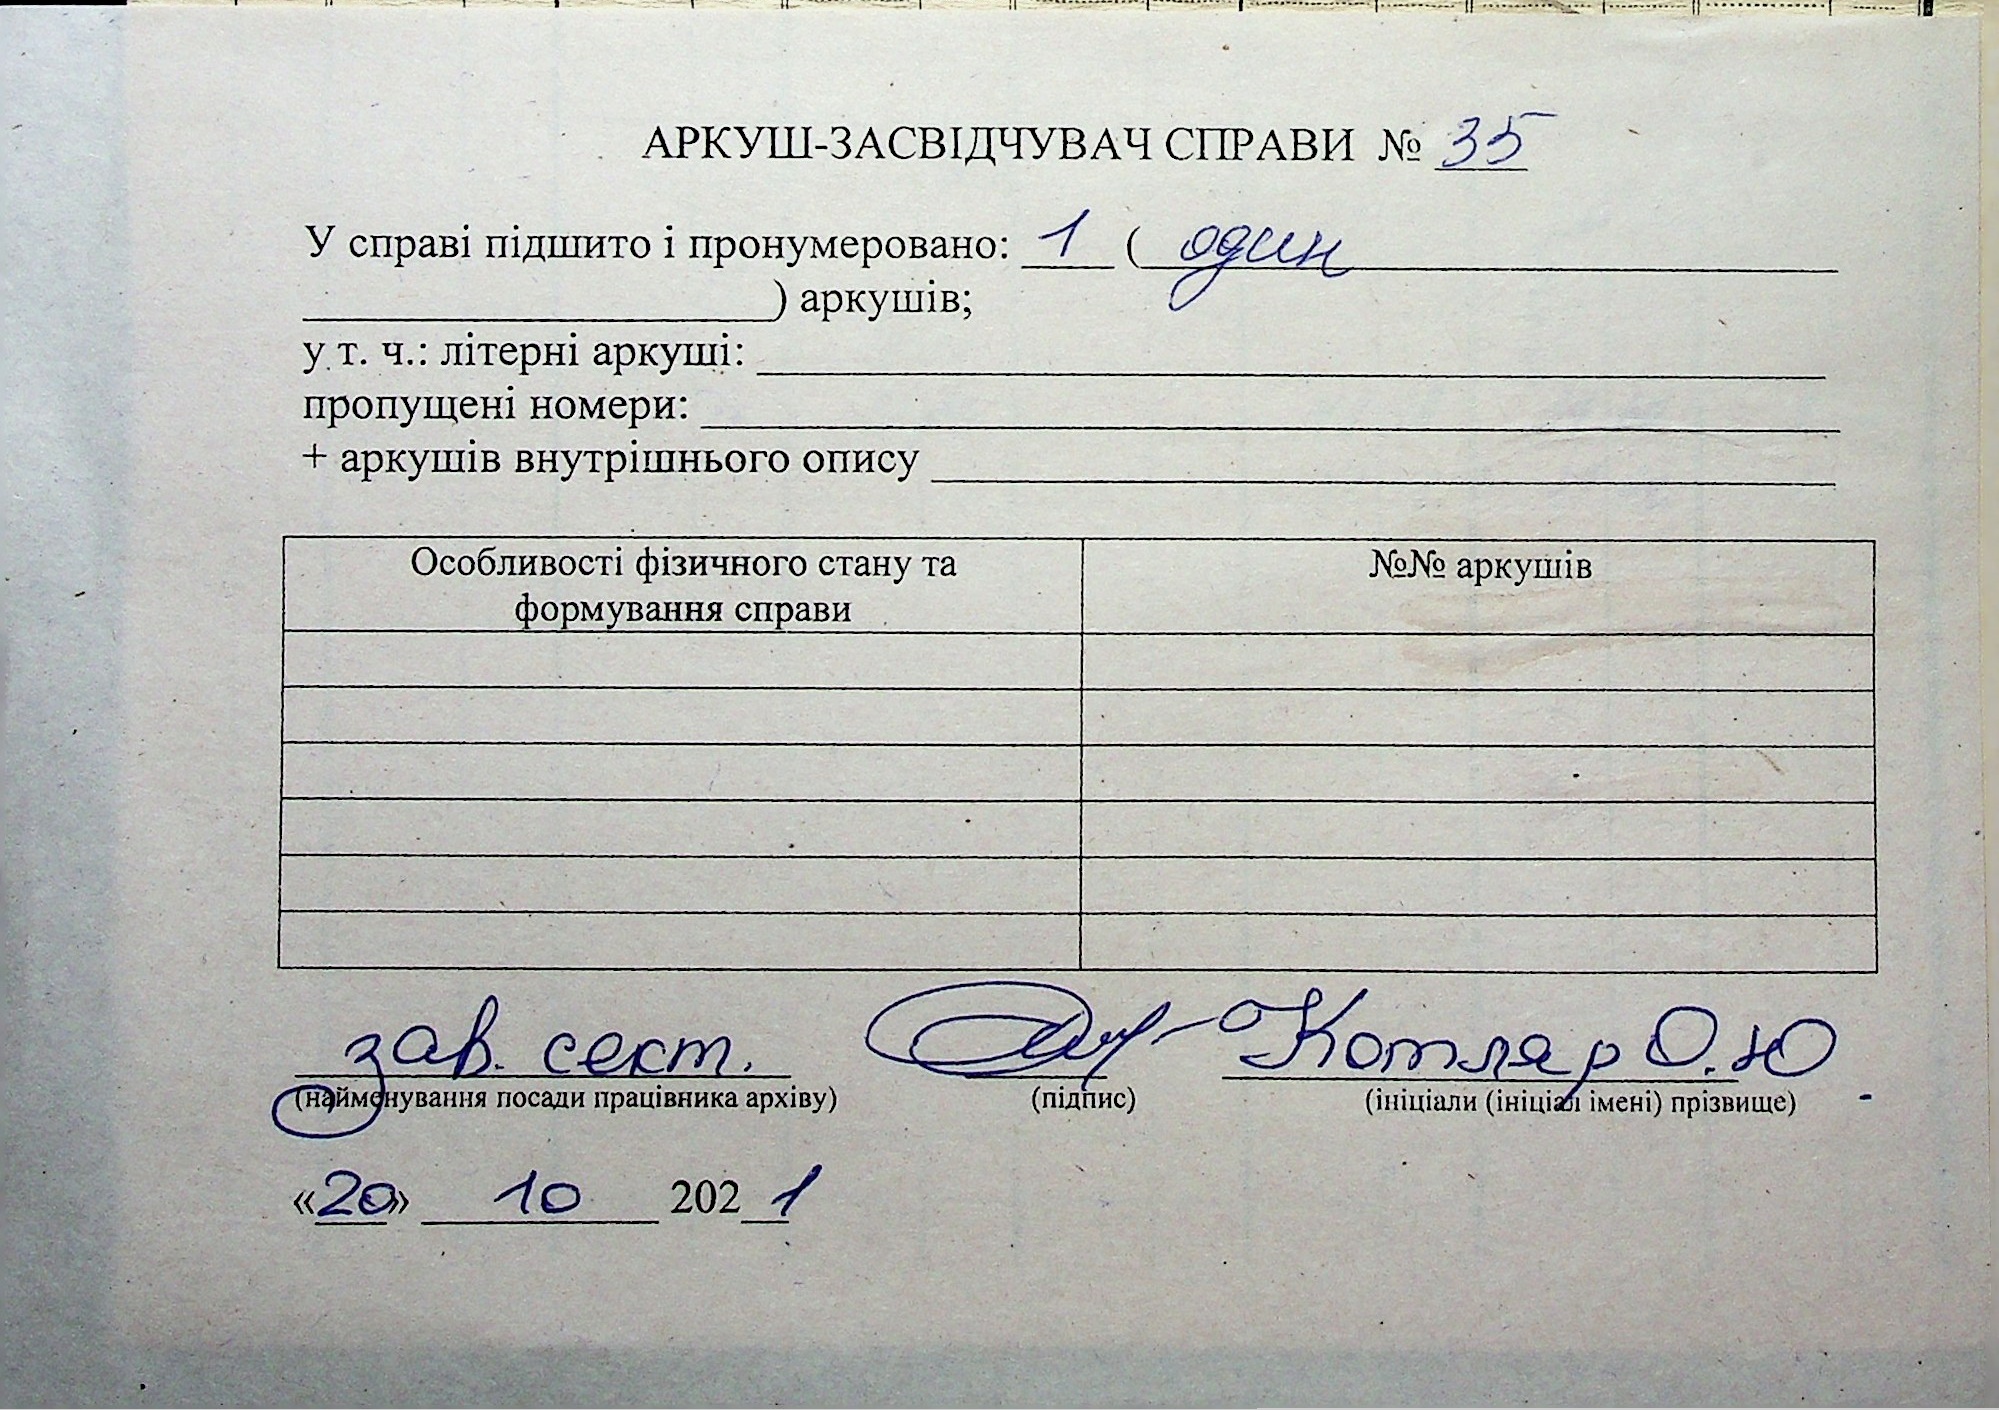 АРКУШ-ЗАСВІДЧУВАЧ СПРАВИ № 35
У справі підшито і пронумеровано: 1 ( один
) аркушів;
у т. ч.: літерні аркуші:
пропущені номери:
+ аркушів внутрішнього опису
Особливості фізичного стану та №№ аркушів
формування справи
зав. сект. Котляр О.Ю
(найменування посади працівника архіву) (підпис) (ініціали (ініціал імені) прізвище)
«20» 10 2021